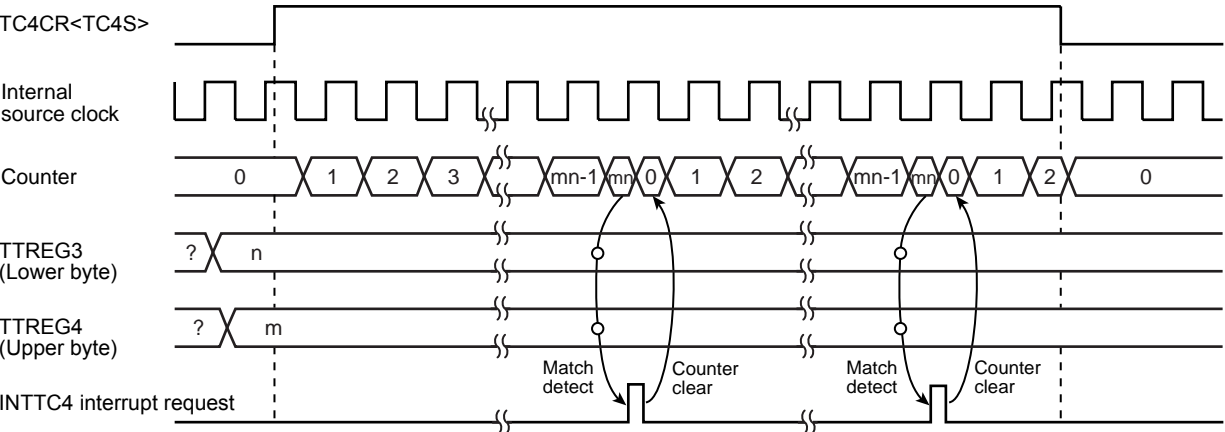 TC4CR<TC4S>
Internal
source clock
Counter
0 1 2 3 mn-1 mn 0 1 2 mn-1 mn 0 1 2 0
TTREG3
(Lower byte)
? n
TTREG4
(Upper byte)
? m
Match
detect
Counter
clear
Match
detect
Counter
clear
INTTC4 interrupt request